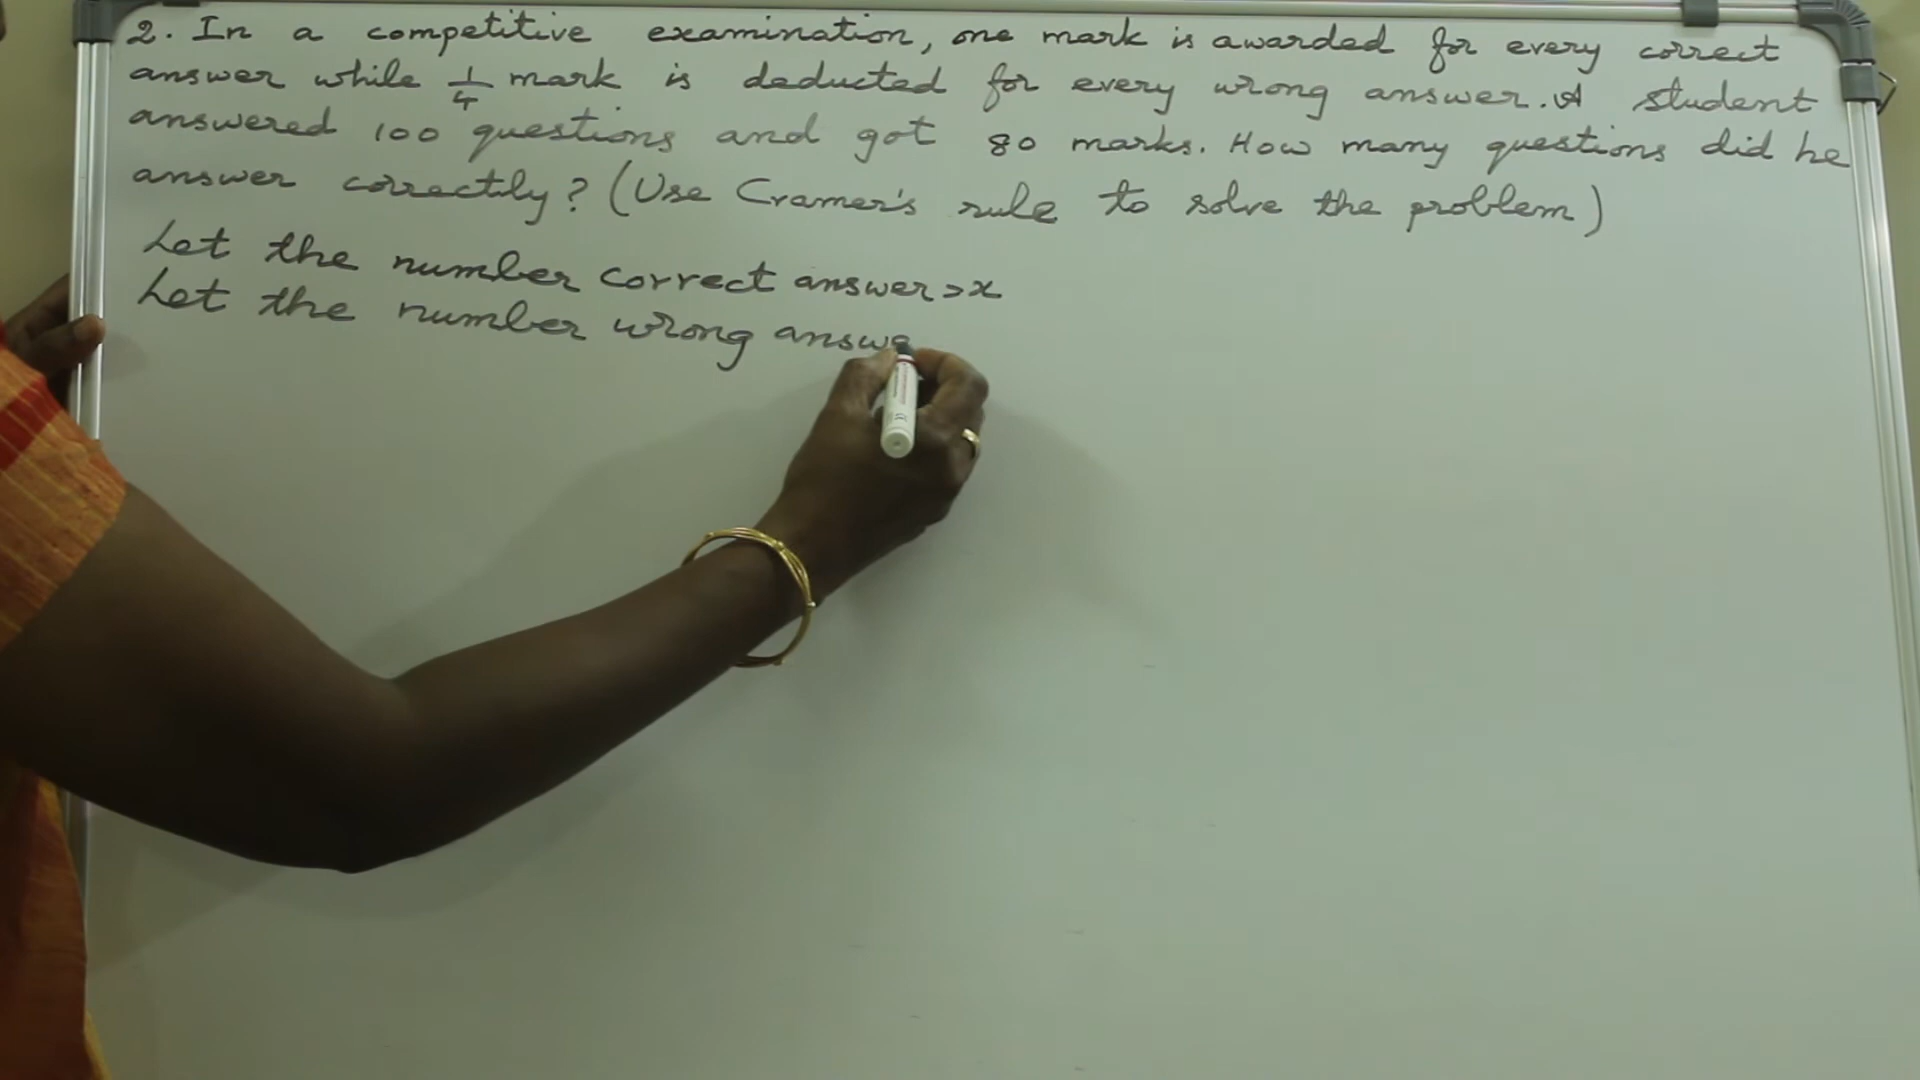 2. In a competitive examination, one mark is awarded for every correct
answer while 1/4 mark is deducted for every wrong answer. A student
answered 100 questions and got 80 marks. How many questions did he
answer correctily? (Use Cramer's rule to solve the problem)
Let the number correct answer = x
Let the number wrong answe